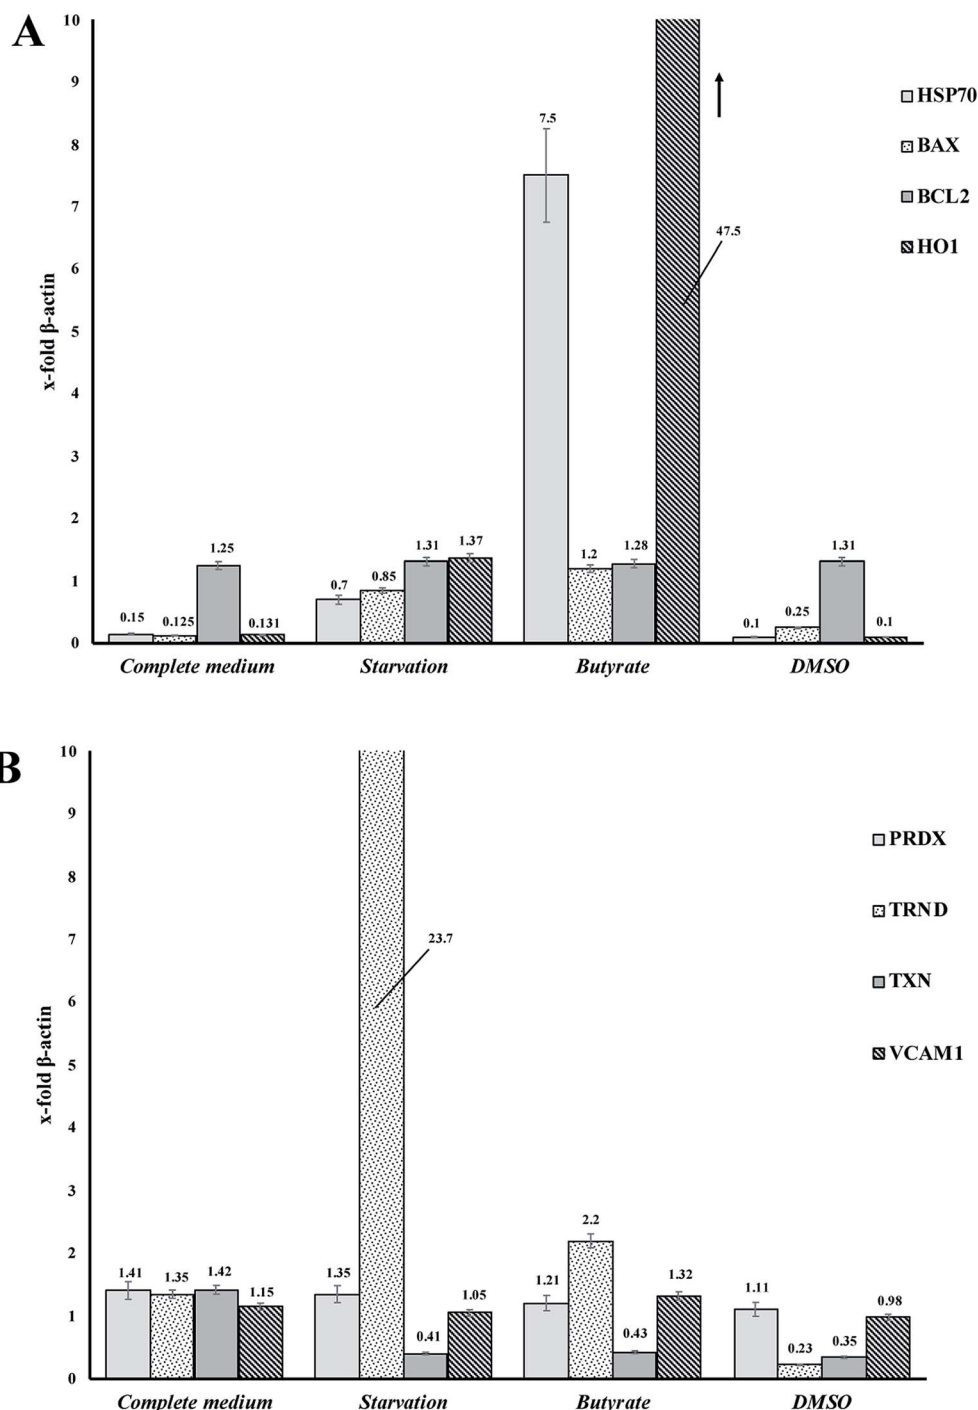 A
x-fold β-actin
10
9
8
7
6
5
4
3
2
1
0
0.15
0.125
1.25
0.131
0.7
0.85
1.31
1.37
7.5
1.2
1.28
47.5
0.1
0.25
1.31
0.1
Complete medium
Starvation
Butyrate
DMSO
HSP70
BAX
BCL2
HO1
B
x-fold β-actin
10
9
8
7
6
5
4
3
2
1
0
1.41
1.35
1.42
1.15
1.35
23.7
0.41
1.05
1.21
2.2
0.43
1.32
1.11
0.23
0.35
0.98
Complete medium
Starvation
Butyrate
DMSO
PRDX
TRND
TXN
VCAM1